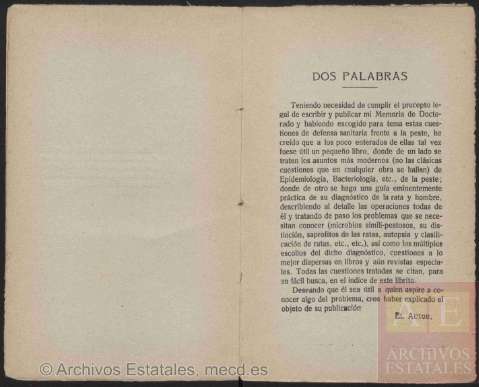 DOS PALABRAS
Teniendo necesidad de cumplir el precepto le-
gal de escribir y publicar mi Memoria de Docto-
rado y habiendo escogido para tema estas cues-
tiones de defensa sanitaria frente a la peste, he
creído que a los poco enterados de ellas tal vez
fuese útil un pequeño libro, donde de un lado se
traten los asuntos más modernos (no las clásicas
cuestiones que en cualquier obra se hallan) de
Epidemiología, Bacteriología, etc., de la peste;
donde de otro se haga una guía eminentemente
práctica de su diagnóstico de la rata y hombre,
describiendo al detalle las operaciones todas de
él y tratando de paso los problemas que se nece-
sitan conocer (microbios simili-pestosos, su dis-
tinción, saprofitos de las ratas, autopsia y clasifi-
cación de ratas, etc., etc.), así como los múltiples
escollos del dicho diagnóstico, cuestiones a lo
mejor dispersas en libros y aún revistas especia-
les. Todas las cuestiones tratadas se citan, para
su fácil busca, en el índice de este librito.
Deseando que él sea útil a quien aspire a co-
nocer algo del problema, creo haber explicado el
objeto de su publicación
EL AUTOR.
AE
ARCHIVOS
ESTATALES
© Archivos Estatales, mecd.es